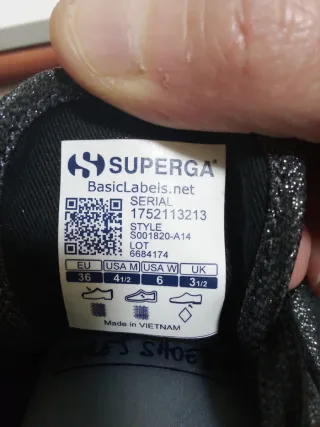 SUPERGA®
BasicLabels.net
SERIAL
1752113213
STYLE
S001820-A14
LOT
6684174
EU USA M USA W UK
36 4 1/2 6 3 1/2
Made in VIETNAM